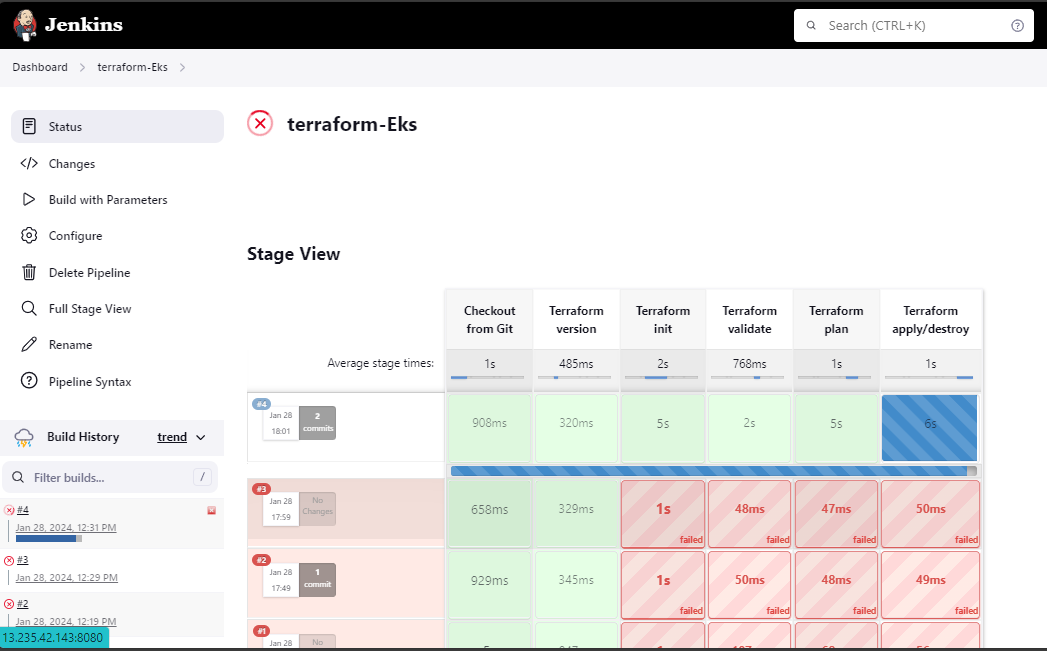 Jenkins
Search (CTRL+K)
Dashboard
terraform-Eks
Status
Changes
Build with Parameters
Configure
Delete Pipeline
Full Stage View
Rename
Pipeline Syntax
Build History
trend
Filter builds...
/
#4
Jan 28, 2024, 12:31 PM
#3
Jan 28, 2024, 12:29 PM
#2
Jan 28, 2024, 12:19 PM
13.235.42.143:8080
terraform-Eks
Stage View
Checkout from Git
Terraform version
Terraform init
Terraform validate
Terraform plan
Terraform apply/destroy
Average stage times:
1s 485ms 2s 768ms 1s 1s
#4
Jan 28
18:01
2
commits
908ms 320ms 5s 2s 5s 6s
#3
Jan 28
17:59
No
Changes
658ms 329ms 1s 48ms 47ms 50ms
failed failed failed failed
#2
Jan 28
17:49
1
commit
929ms 345ms 1s 50ms 48ms 49ms
failed failed failed failed
#1
Jan 28
No